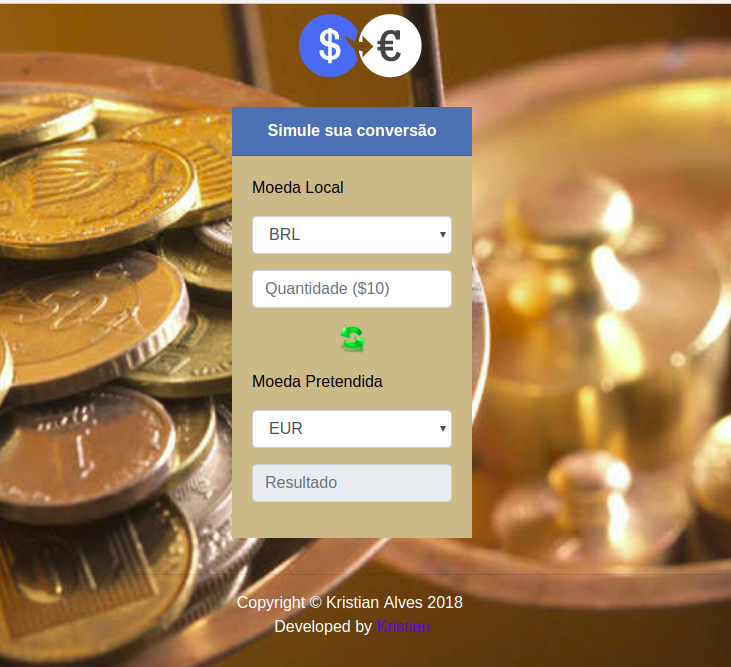 $ €
Simule sua conversão
Moeda Local
BRL
Quantidade ($10)
Moeda Pretendida
EUR
Resultado
Copyright © Kristian Alves 2018
Developed by Kristian